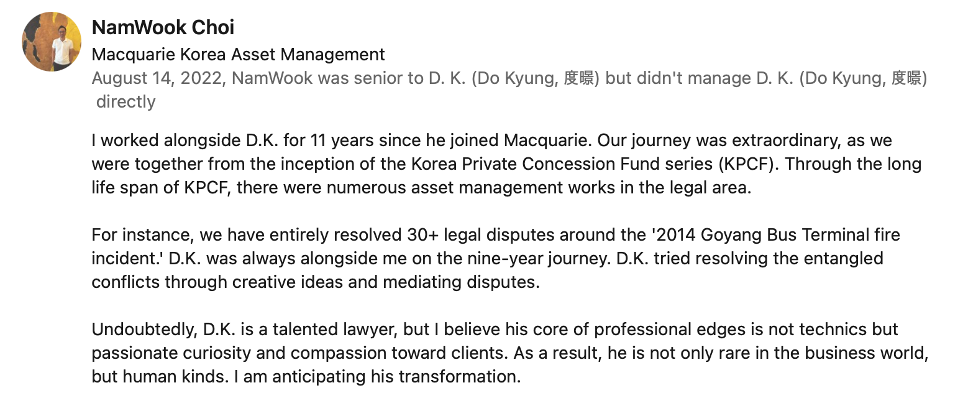 NamWook Choi
Macquarie Korea Asset Management
August 14, 2022, NamWook was senior to D. K. (Do Kyung, 度暻) but didn't manage D. K. (Do Kyung, 度暻)
directly
I worked alongside D.K. for 11 years since he joined Macquarie. Our journey was extraordinary, as we
were together from the inception of the Korea Private Concession Fund series (KPCF). Through the long
life span of KPCF, there were numerous asset management works in the legal area.
For instance, we have entirely resolved 30+ legal disputes around the '2014 Goyang Bus Terminal fire
incident.' D.K. was always alongside me on the nine-year journey. D.K. tried resolving the entangled
conflicts through creative ideas and mediating disputes.
Undoubtedly, D.K. is a talented lawyer, but I believe his core of professional edges is not technics but
passionate curiosity and compassion toward clients. As a result, he is not only rare in the business world,
but human kinds. I am anticipating his transformation.